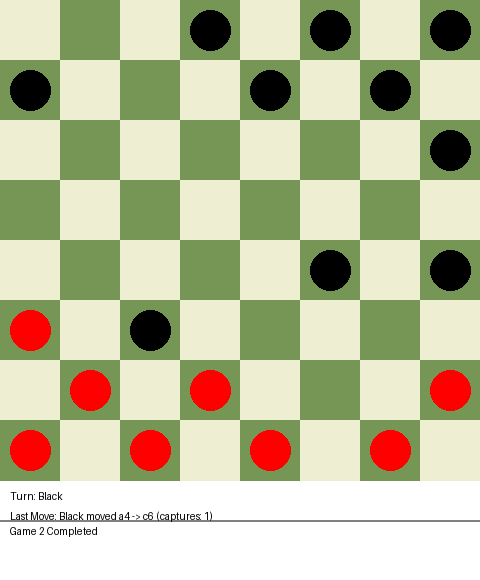 Turn: Black
Last Move: Black moved a4 -> c6 (captures: 1)
Game 2 Completed